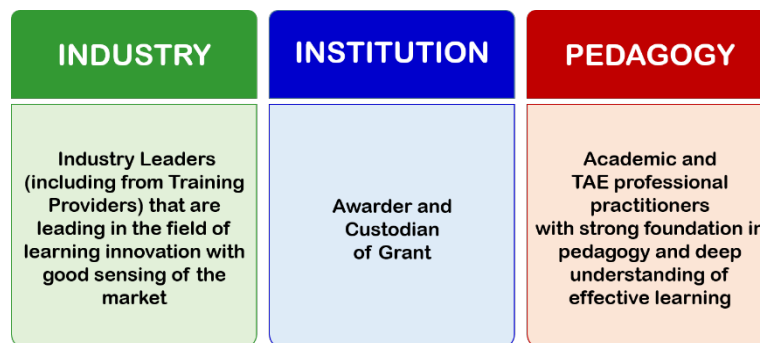 INDUSTRY
Industry Leaders
(including from Training
Providers) that are
leading in the field of
learning innovation with
good sensing of the
market
INSTITUTION
Awarder and
Custodian
of Grant
PEDAGOGY
Academic and
TAE professional
practitioners
with strong foundation in
pedagogy and deep
understanding of
effective learning